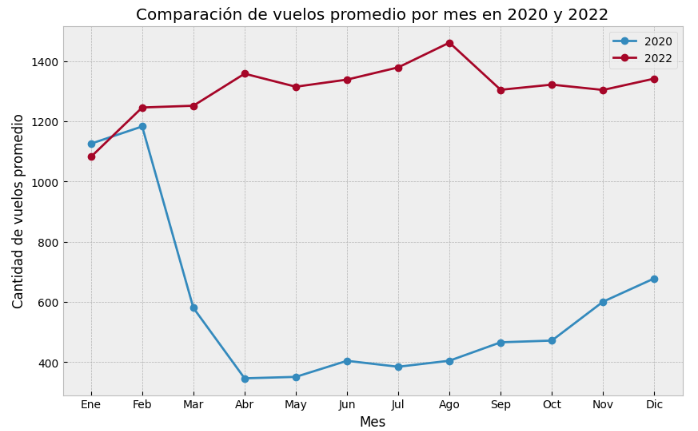 Comparación de vuelos promedio por mes en 2020 y 2022
2020
2022
Cantidad de vuelos promedio
1400
1200
1000
800
600
400
Ene Feb Mar Abr May Jun Jul Ago Sep Oct Nov Dic
Mes